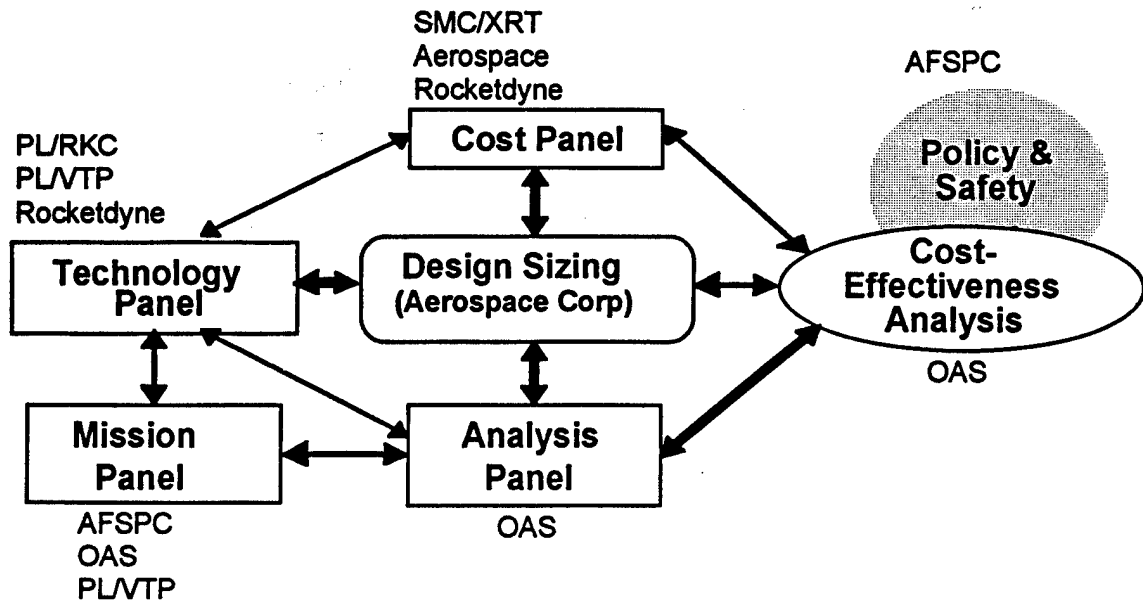 SMC/XRT
Aerospace
Rocketdyne
Cost Panel
AFSPC
Policy &
Safety
PL/RKC
PL/VTP
Rocketdyne
Technology
Panel
Design Sizing
(Aerospace Corp)
Cost-
Effectiveness
Analysis
OAS
Mission
Panel
AFSPC
OAS
PL/VTP
Analysis
Panel
OAS